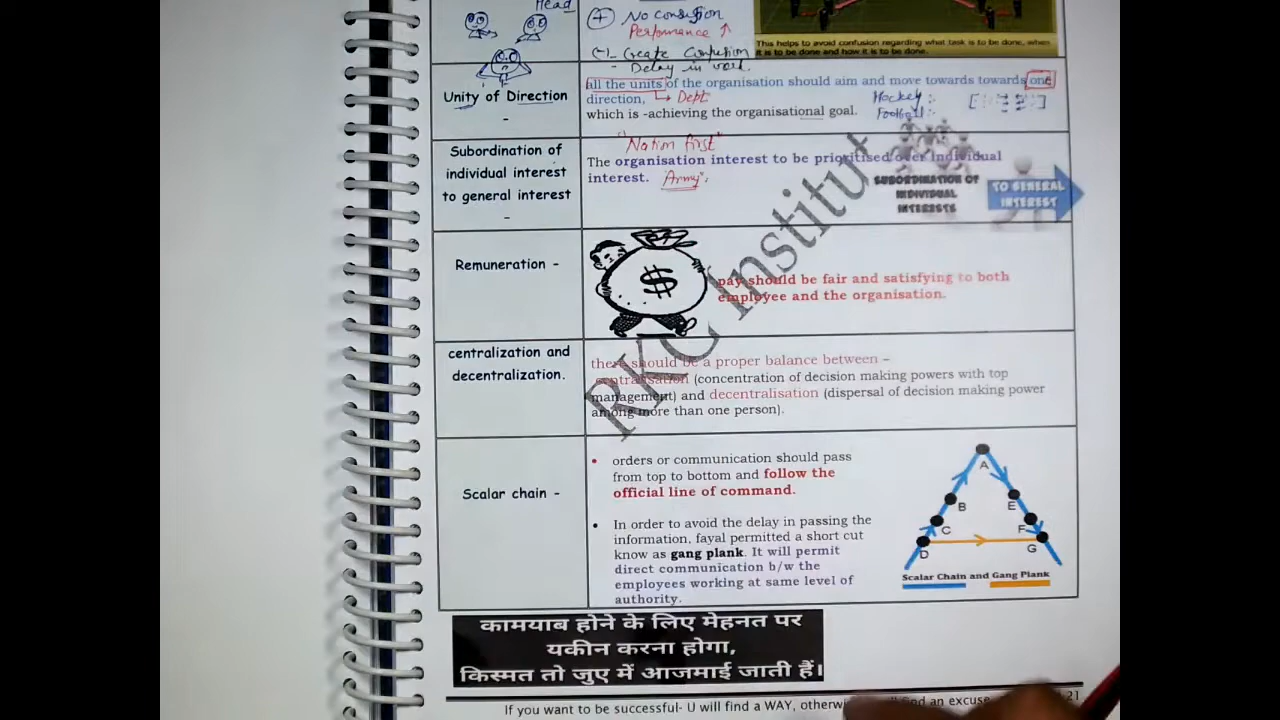 Head
+ No confusion
Performance ↑
(-) - Create Confusion
- Delay in work
This helps to avoid confusion regarding what task is to be done, when
it is to be done and how it is to be done.
Unity of Direction
-
all the units of the organisation should aim and move towards towards one
direction, ↳ Dept
which is -achieving the organisational goal.
Hockey :-
Football :-
Subordination of
individual interest
to general interest
-
"Nation first"
The organisation interest to be prioritised over individual
interest. Army
SUBORDINATION OF
INDIVIDUAL
INTERESTS
TO GENERAL
INTEREST
Remuneration -
$
pay should be fair and satisfying to both
employee and the organisation.
centralization and
decentralization.
there should be a proper balance between –
centralisation (concentration of decision making powers with top
management) and decentralisation (dispersal of decision making power
among more than one person).
Scalar chain -
• orders or communication should pass
from top to bottom and follow the
official line of command.
• In order to avoid the delay in passing the
information, fayal permitted a short cut
know as gang plank. It will permit
direct communication b/w the
employees working at same level of
authority.
A
B
E
C
F
D
G
Scalar Chain and Gang Plank
RKC Institut
कामयाब होने के लिए मेहनत पर
यकीन करना होगा,
किस्मत तो जुए में आजमाई जाती हैं।
If you want to be successful- U will find a WAY, otherwi find an excuse
21